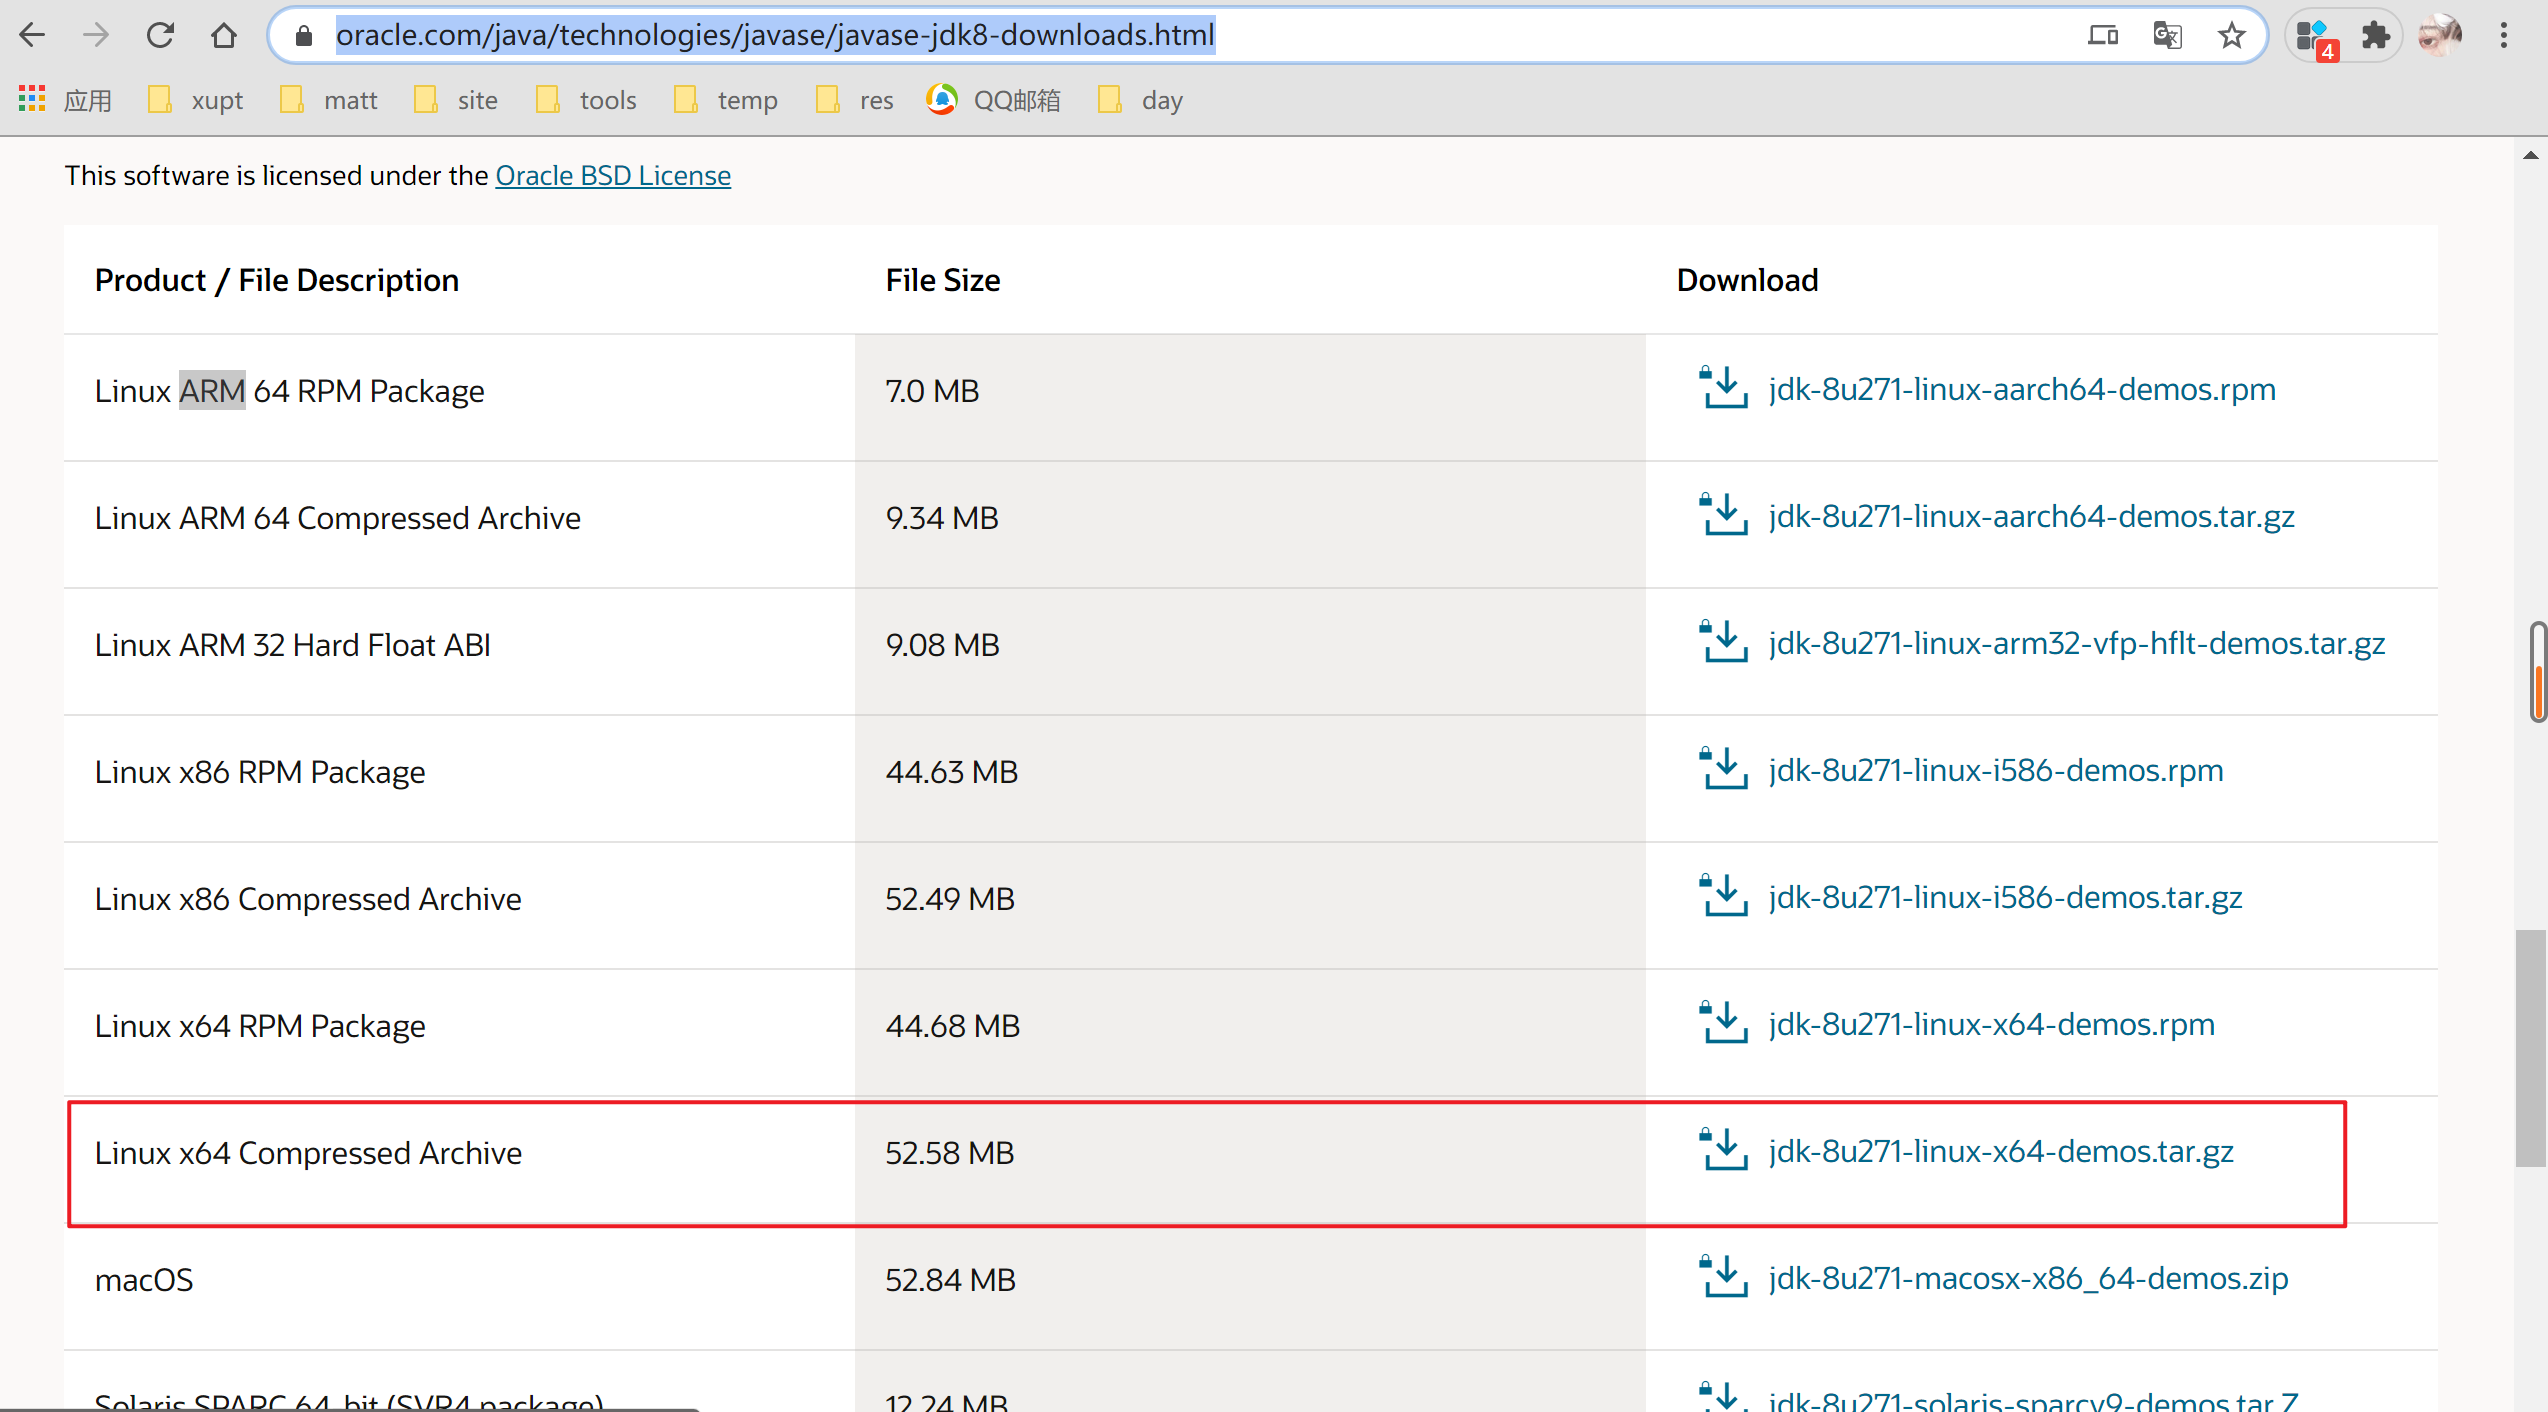 oracle.com/java/technologies/javase/javase-jdk8-downloads.html
4
应用 xupt matt site tools temp res QQ邮箱 day
This software is licensed under the Oracle BSD License
Product / File Description File Size Download
Linux ARM 64 RPM Package 7.0 MB jdk-8u271-linux-aarch64-demos.rpm
Linux ARM 64 Compressed Archive 9.34 MB jdk-8u271-linux-aarch64-demos.tar.gz
Linux ARM 32 Hard Float ABI 9.08 MB jdk-8u271-linux-arm32-vfp-hflt-demos.tar.gz
Linux x86 RPM Package 44.63 MB jdk-8u271-linux-i586-demos.rpm
Linux x86 Compressed Archive 52.49 MB jdk-8u271-linux-i586-demos.tar.gz
Linux x64 RPM Package 44.68 MB jdk-8u271-linux-x64-demos.rpm
Linux x64 Compressed Archive 52.58 MB jdk-8u271-linux-x64-demos.tar.gz
macOS 52.84 MB jdk-8u271-macosx-x86_64-demos.zip
Solaris SPARC 64-bit (SVR4 package) 12.24 MB jdk-8u271-solaris-sparcv9-demos.tar.Z